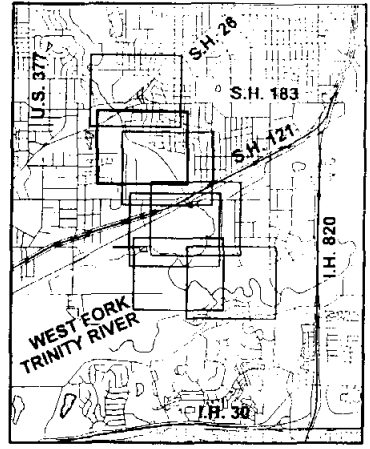 S.H. 26
U.S. 377
S.H. 183
S.H. 121
I.H. 820
WEST FORK
TRINITY RIVER
I.H. 30